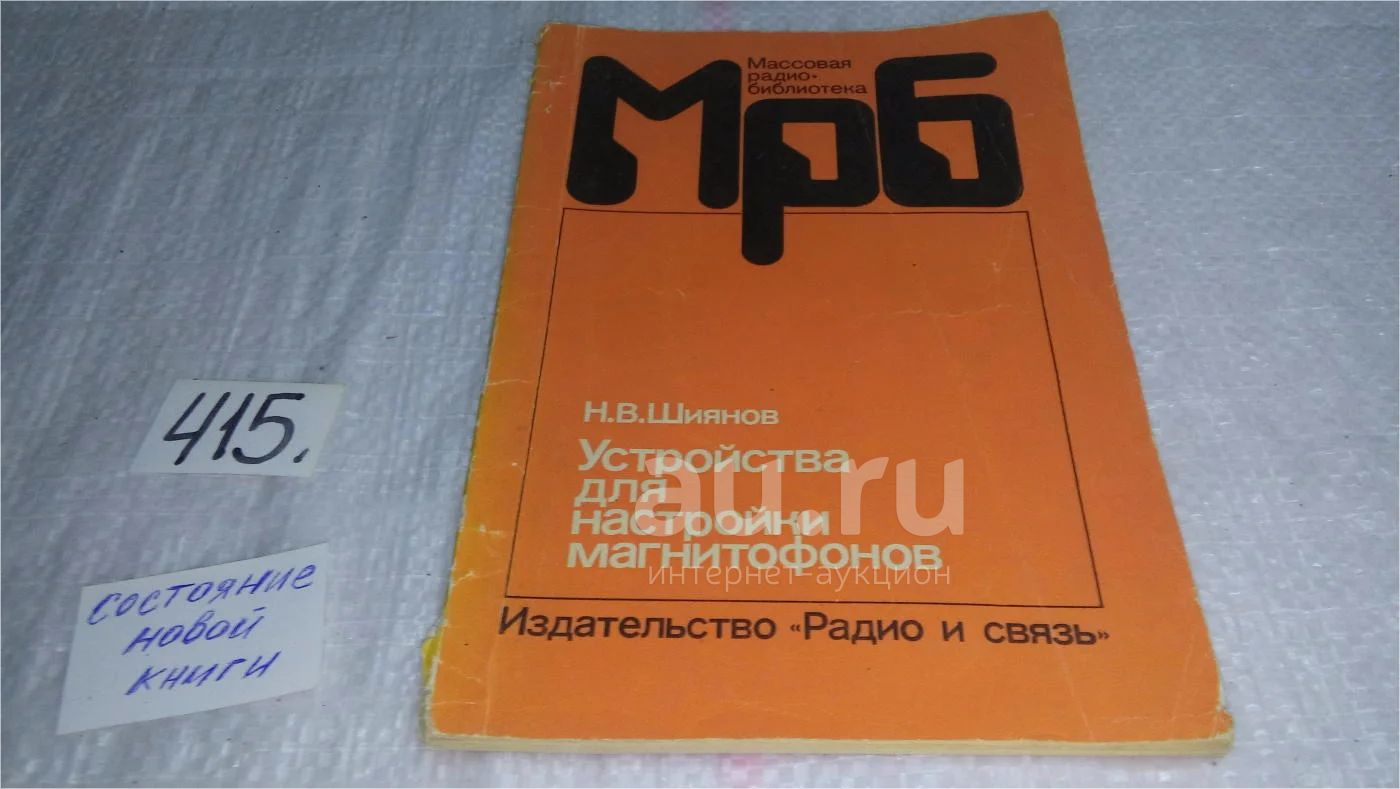 Мрб
Массовая
радио-
библиотека
Н.В.Шиянов
Устройства
для
настройки
магнитофонов
Издательство «Радио и связь»
415.
состояние
новой
книги
au.ru
интернет-аукцион